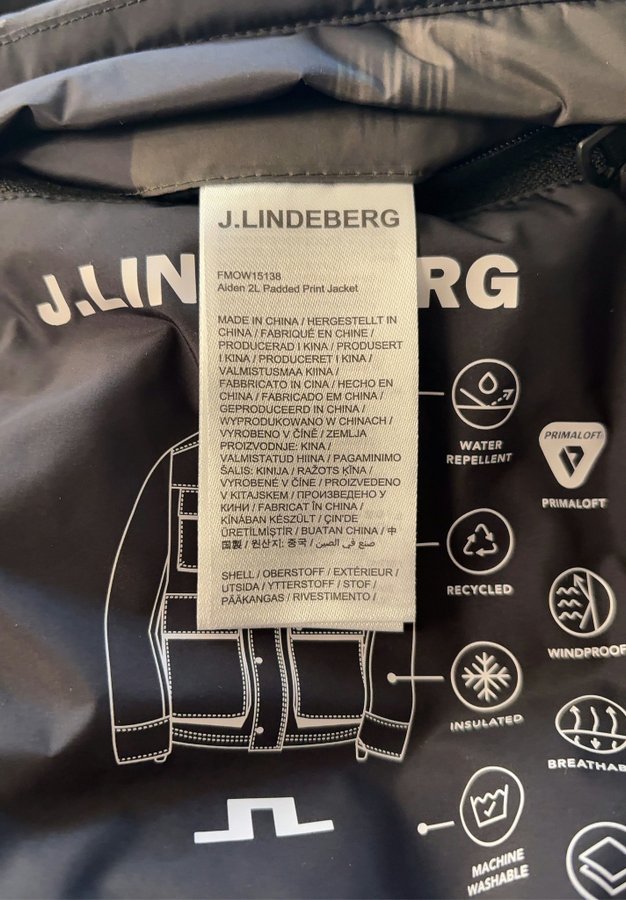 J.LINDEBERG
FMOW15138
Aiden 2L Padded Print Jacket
MADE IN CHINA / HERGESTELLT IN
CHINA / FABRIQUÉ EN CHINE /
PRODUCERAD I KINA / PRODUSERT
I KINA / PRODUCERET I KINA /
VALMISTUSMAA KIINA /
FABBRICATO IN CINA / HECHO EN
CHINA / FABRICADO EM CHINA /
GEPRODUCEERD IN CHINA /
WYPRODUKOWANO W CHINACH /
VYROBENO V ČÍNĚ / ZEMLJA
PROIZVODNJE: KINA /
VALMISTATUD HIINA / PAGAMINIMO
ŠALIS: KINIJA / RAŽOTS ĶĪNA /
VYROBENÉ V ČÍNE / PROIZVEDENO
V KITAJSKEM / ПРОИЗВЕДЕНО У
КИНИ / FABRICAT ÎN CHINA /
KÍNÁBAN KÉSZÜLT / ÇIN'DE
ÜRETİLMİŞTİR / BUATAN CHINA / 中
国製 / 원산지: 중국 / صنع في الصين
SHELL / OBERSTOFF / EXTÉRIEUR /
UTSIDA / YTTERSTOFF / STOF /
PÄÄKANGAS / RIVESTIMENTO /
J.LIN RG
WATER
REPELLENT
PRIMALOFT
PRIMALOFT
RECYCLED
WINDPROOF
INSULATED
BREATHAB
MACHINE
WASHABLE